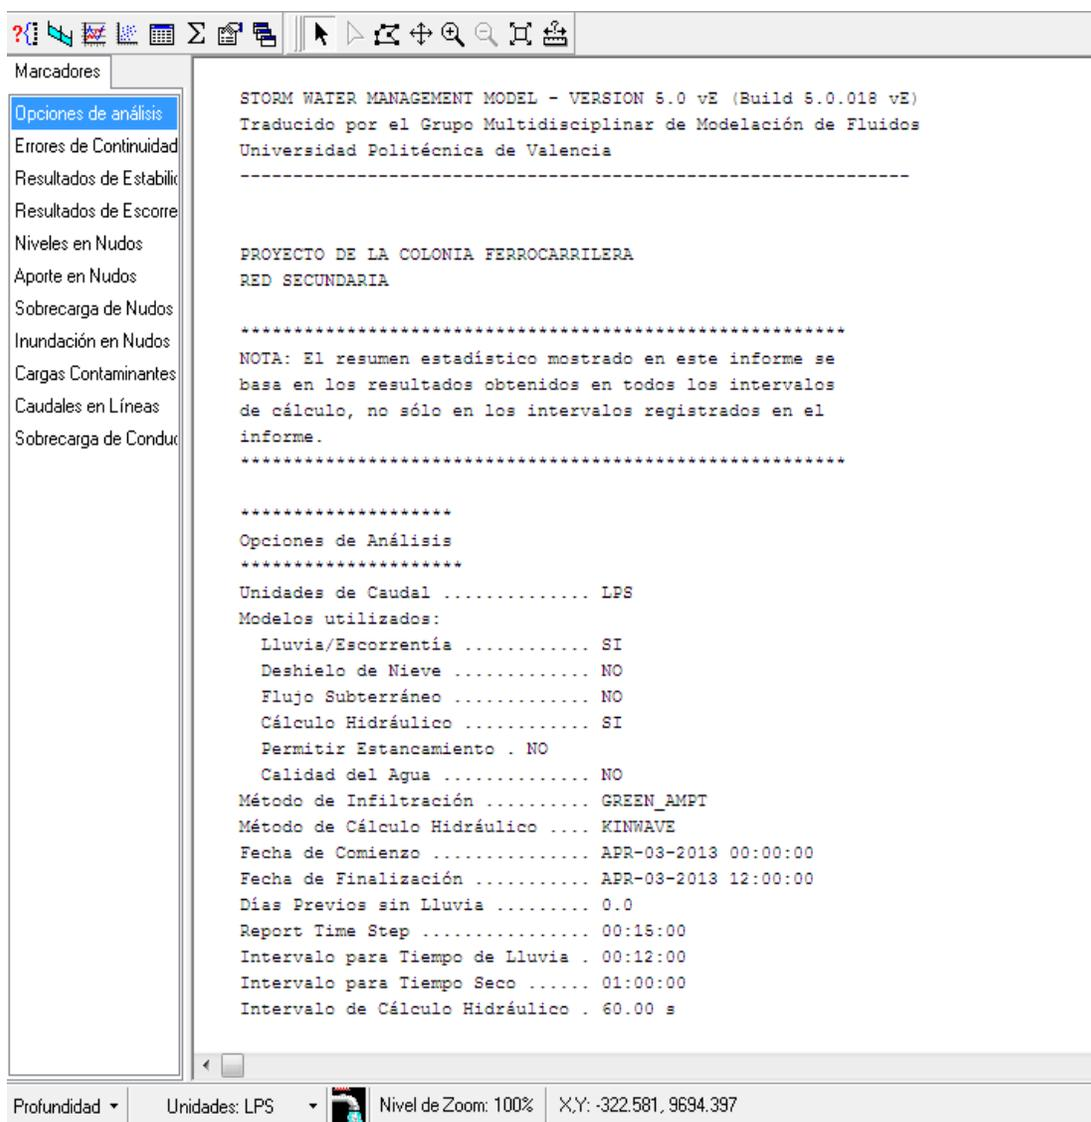 Marcadores
Opciones de análisis
Errores de Continuidad
Resultados de Estabilic
Resultados de Escorre
Niveles en Nudos
Aporte en Nudos
Sobrecarga de Nudos
Inundación en Nudos
Cargas Contaminantes
Caudales en Líneas
Sobrecarga de Conduc
STORM WATER MANAGEMENT MODEL - VERSION 5.0 vE (Build 5.0.018 vE)
Traducido por el Grupo Multidisciplinar de Modelación de Fluidos
Universidad Politécnica de Valencia
----------------------------------------------------------------
PROYECTO DE LA COLONIA FERROCARRILERA
RED SECUNDARIA
*********************************************************
NOTA: El resumen estadístico mostrado en este informe se
basa en los resultados obtenidos en todos los intervalos
de cálculo, no sólo en los intervalos registrados en el
informe.
*********************************************************
********************
Opciones de Análisis
*********************
Unidades de Caudal .............. LPS
Modelos utilizados:
Lluvia/Escorrentía ............ SI
Deshielo de Nieve ............. NO
Flujo Subterráneo ............. NO
Cálculo Hidráulico ............ SI
Permitir Estancamiento . NO
Calidad del Agua .............. NO
Método de Infiltración .......... GREEN_AMPT
Método de Cálculo Hidráulico .... KINWAVE
Fecha de Comienzo ............... APR-03-2013 00:00:00
Fecha de Finalización ........... APR-03-2013 12:00:00
Días Previos sin Lluvia ......... 0.0
Report Time Step ................ 00:15:00
Intervalo para Tiempo de Lluvia . 00:12:00
Intervalo para Tiempo Seco ...... 01:00:00
Intervalo de Cálculo Hidráulico . 60.00 s
Profundidad Unidades: LPS Nivel de Zoom: 100% X,Y: -322.581, 9694.397